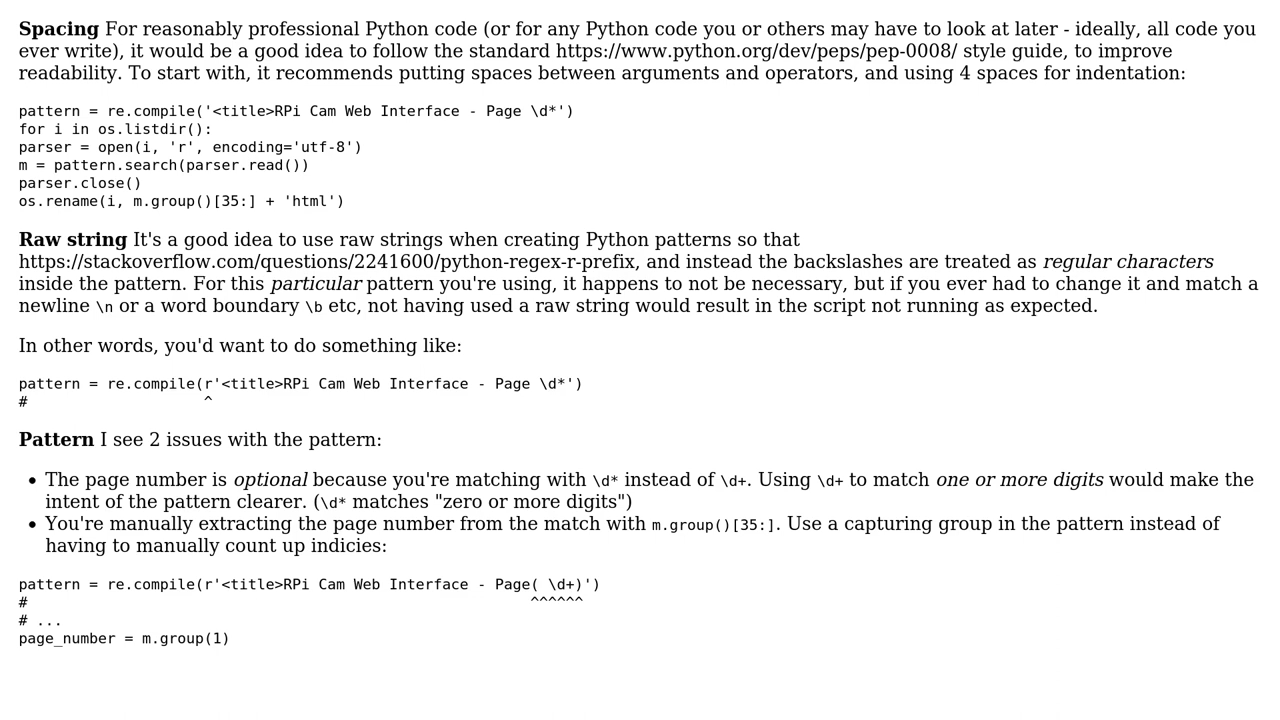 Spacing For reasonably professional Python code (or for any Python code you or others may have to look at later - ideally, all code you
ever write), it would be a good idea to follow the standard https://www.python.org/dev/peps/pep-0008/ style guide, to improve
readability. To start with, it recommends putting spaces between arguments and operators, and using 4 spaces for indentation:
pattern = re.compile('<title>RPi Cam Web Interface - Page \d*')
for i in os.listdir():
parser = open(i, 'r', encoding='utf-8')
m = pattern.search(parser.read())
parser.close()
os.rename(i, m.group()[35:] + 'html')
Raw string It's a good idea to use raw strings when creating Python patterns so that
https://stackoverflow.com/questions/2241600/python-regex-r-prefix, and instead the backslashes are treated as regular characters
inside the pattern. For this particular pattern you're using, it happens to not be necessary, but if you ever had to change it and match a
newline \n or a word boundary \b etc, not having used a raw string would result in the script not running as expected.
In other words, you'd want to do something like:
pattern = re.compile(r'<title>RPi Cam Web Interface - Page \d*')
#                    ^
Pattern I see 2 issues with the pattern:
• The page number is optional because you're matching with \d* instead of \d+. Using \d+ to match one or more digits would make the
intent of the pattern clearer. (\d* matches "zero or more digits")
• You're manually extracting the page number from the match with m.group()[35:]. Use a capturing group in the pattern instead of
having to manually count up indicies:
pattern = re.compile(r'<title>RPi Cam Web Interface - Page( \d+)')
#                                                         ^^^^^^
# ...
page_number = m.group(1)